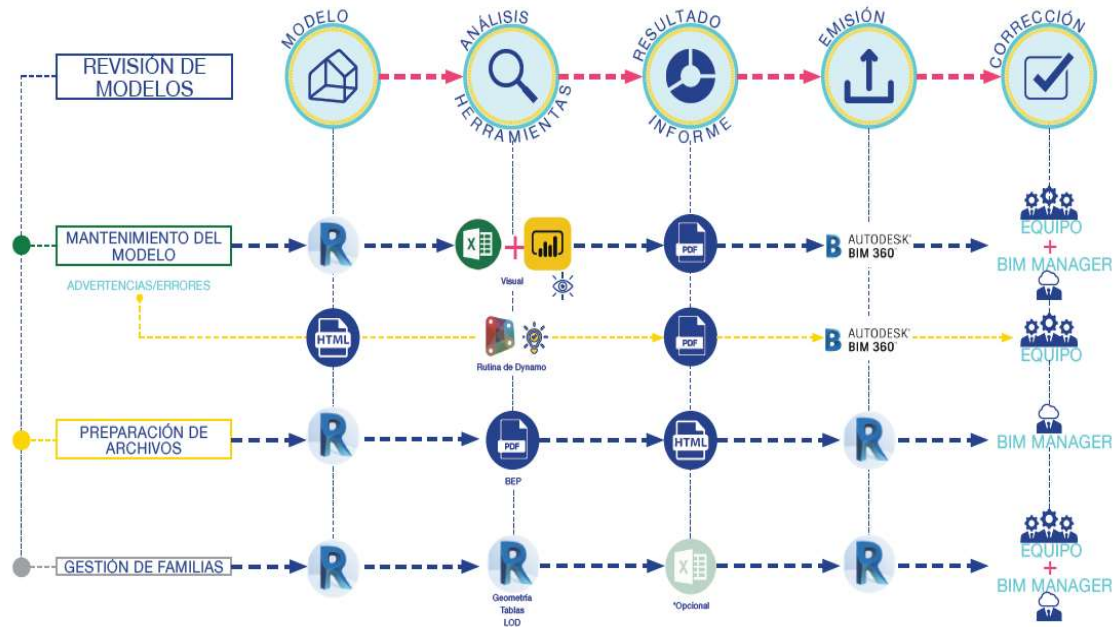 MODELO
ANÁLISIS
HERRAMIENTAS
RESULTADO
INFORME
EMISIÓN
CORRECCIÓN
REVISIÓN DE
MODELOS
MANTENIMIENTO DEL
MODELO
R
X
+
Visual
PDF
B AUTODESK®
BIM 360®
EQUIPO
+
BIM MANAGER
ADVERTENCIAS/ERRORES
HTML
Rutina de Dynamo
PDF
B AUTODESK®
BIM 360®
EQUIPO
PREPARACIÓN DE
ARCHIVOS
R
PDF
BEP
HTML
R
BIM MANAGER
GESTIÓN DE FAMILIAS
R
R
Geometría
Tablas
LOD
X
*Opcional
R
EQUIPO
+
BIM MANAGER